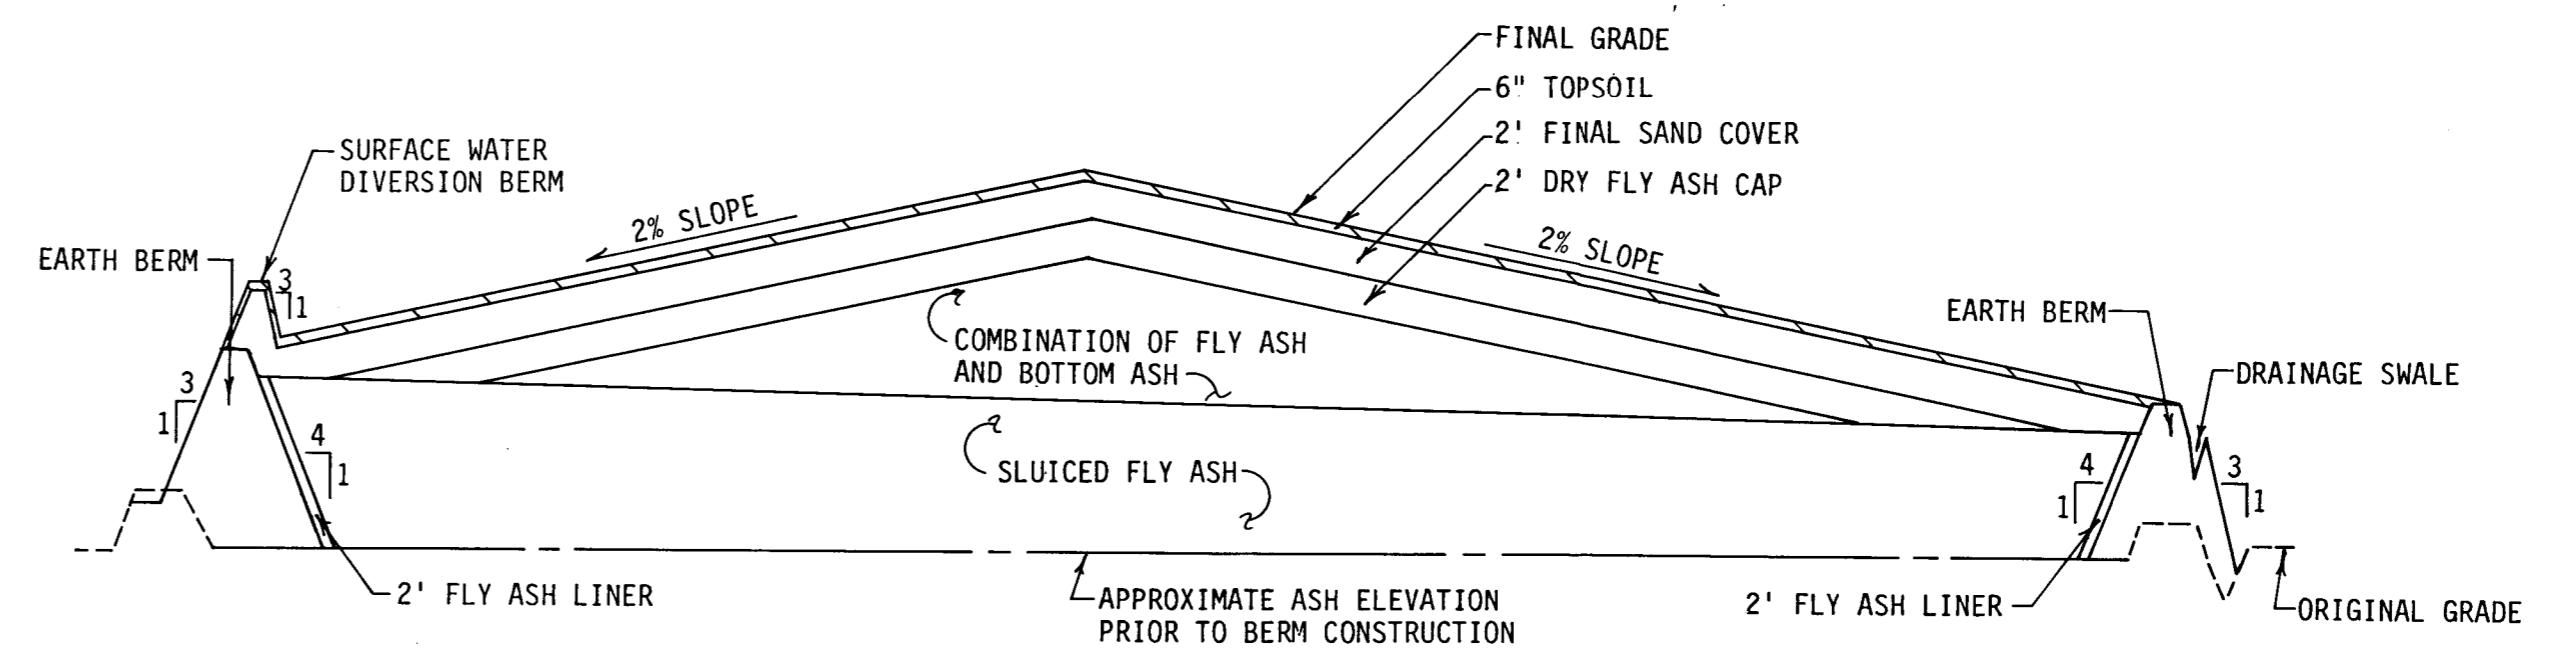 FINAL GRADE
6" TOPSOIL
2' FINAL SAND COVER
2' DRY FLY ASH CAP
SURFACE WATER
DIVERSION BERM
2% SLOPE
2% SLOPE
EARTH BERM
3
1
EARTH BERM
COMBINATION OF FLY ASH
AND BOTTOM ASH
DRAINAGE SWALE
3
1
4
1
SLUICED FLY ASH
4
1
3
1
2' FLY ASH LINER
APPROXIMATE ASH ELEVATION
PRIOR TO BERM CONSTRUCTION
2' FLY ASH LINER
ORIGINAL GRADE